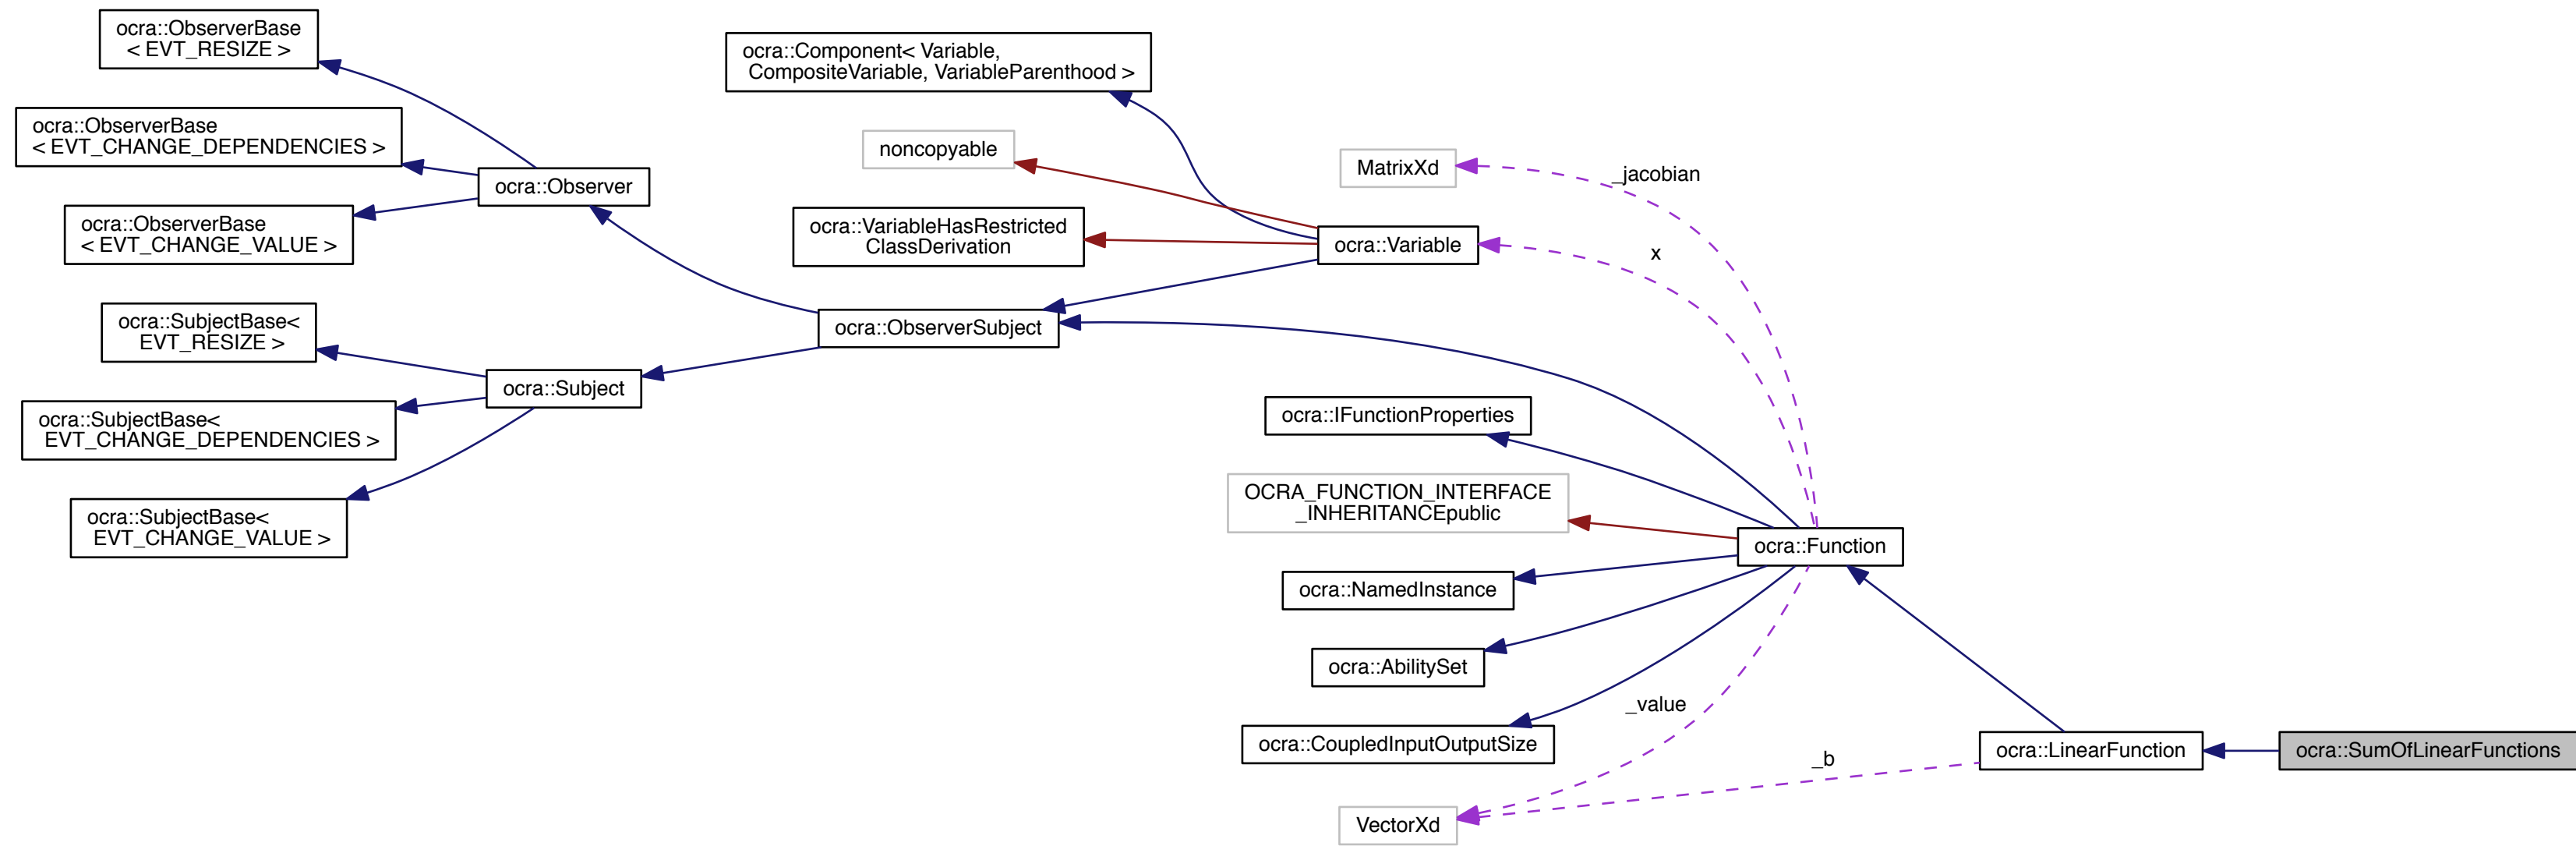 ocra::ObserverBase
< EVT_RESIZE >
ocra::ObserverBase
< EVT_CHANGE_DEPENDENCIES >
ocra::ObserverBase
< EVT_CHANGE_VALUE >
ocra::SubjectBase<
EVT_RESIZE >
ocra::SubjectBase<
EVT_CHANGE_DEPENDENCIES >
ocra::SubjectBase<
EVT_CHANGE_VALUE >
ocra::Observer
ocra::Subject
ocra::Component< Variable,
CompositeVariable, VariableParenthood >
noncopyable
ocra::VariableHasRestricted
ClassDerivation
ocra::ObserverSubject
MatrixXd
ocra::Variable
_jacobian
x
ocra::IFunctionProperties
OCRA_FUNCTION_INTERFACE
_INHERITANCEpublic
ocra::NamedInstance
ocra::AbilitySet
ocra::CoupledInputOutputSize
VectorXd
_value
_b
ocra::Function
ocra::LinearFunction
ocra::SumOfLinearFunctions